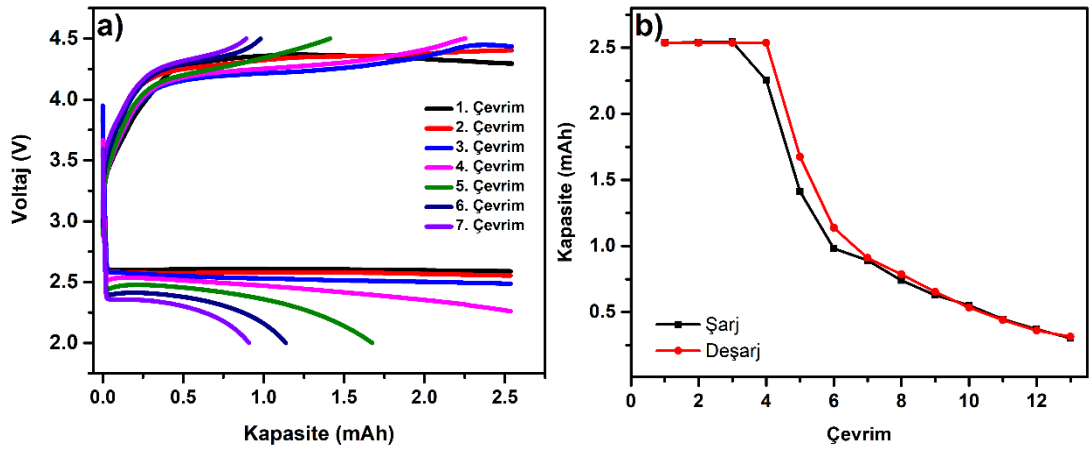 a)
4.5
4.0
3.5
3.0
2.5
2.0
Voltaj (V)
1. Çevrim
2. Çevrim
3. Çevrim
4. Çevrim
5. Çevrim
6. Çevrim
7. Çevrim
0.0
0.5
1.0
1.5
2.0
2.5
Kapasite (mAh)
b)
2.5
2.0
1.5
1.0
0.5
Kapasite (mAh)
Şarj
Deşarj
0
2
4
6
8
10
12
Çevrim